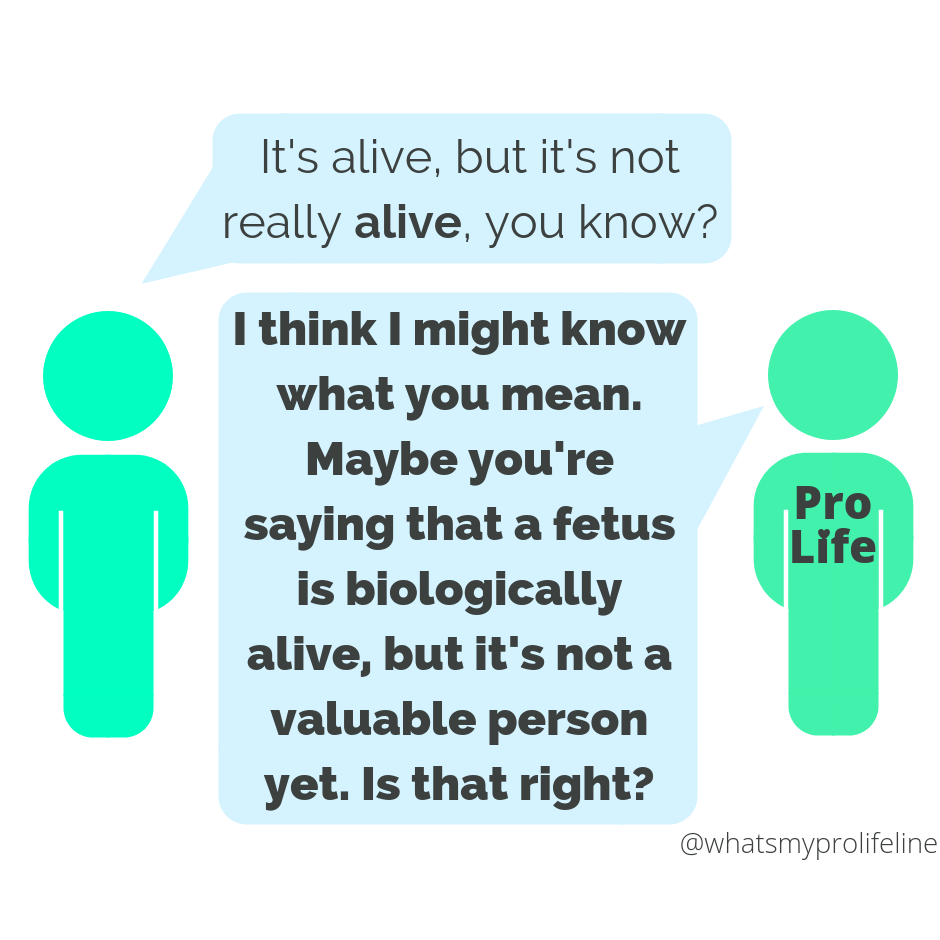 It's alive, but it's not
really alive, you know?
I think I might know
what you mean.
Maybe you're
saying that a fetus
is biologically
alive, but it's not a
valuable person
yet. Is that right?
Pro
Life
@whatsmyprolifeline